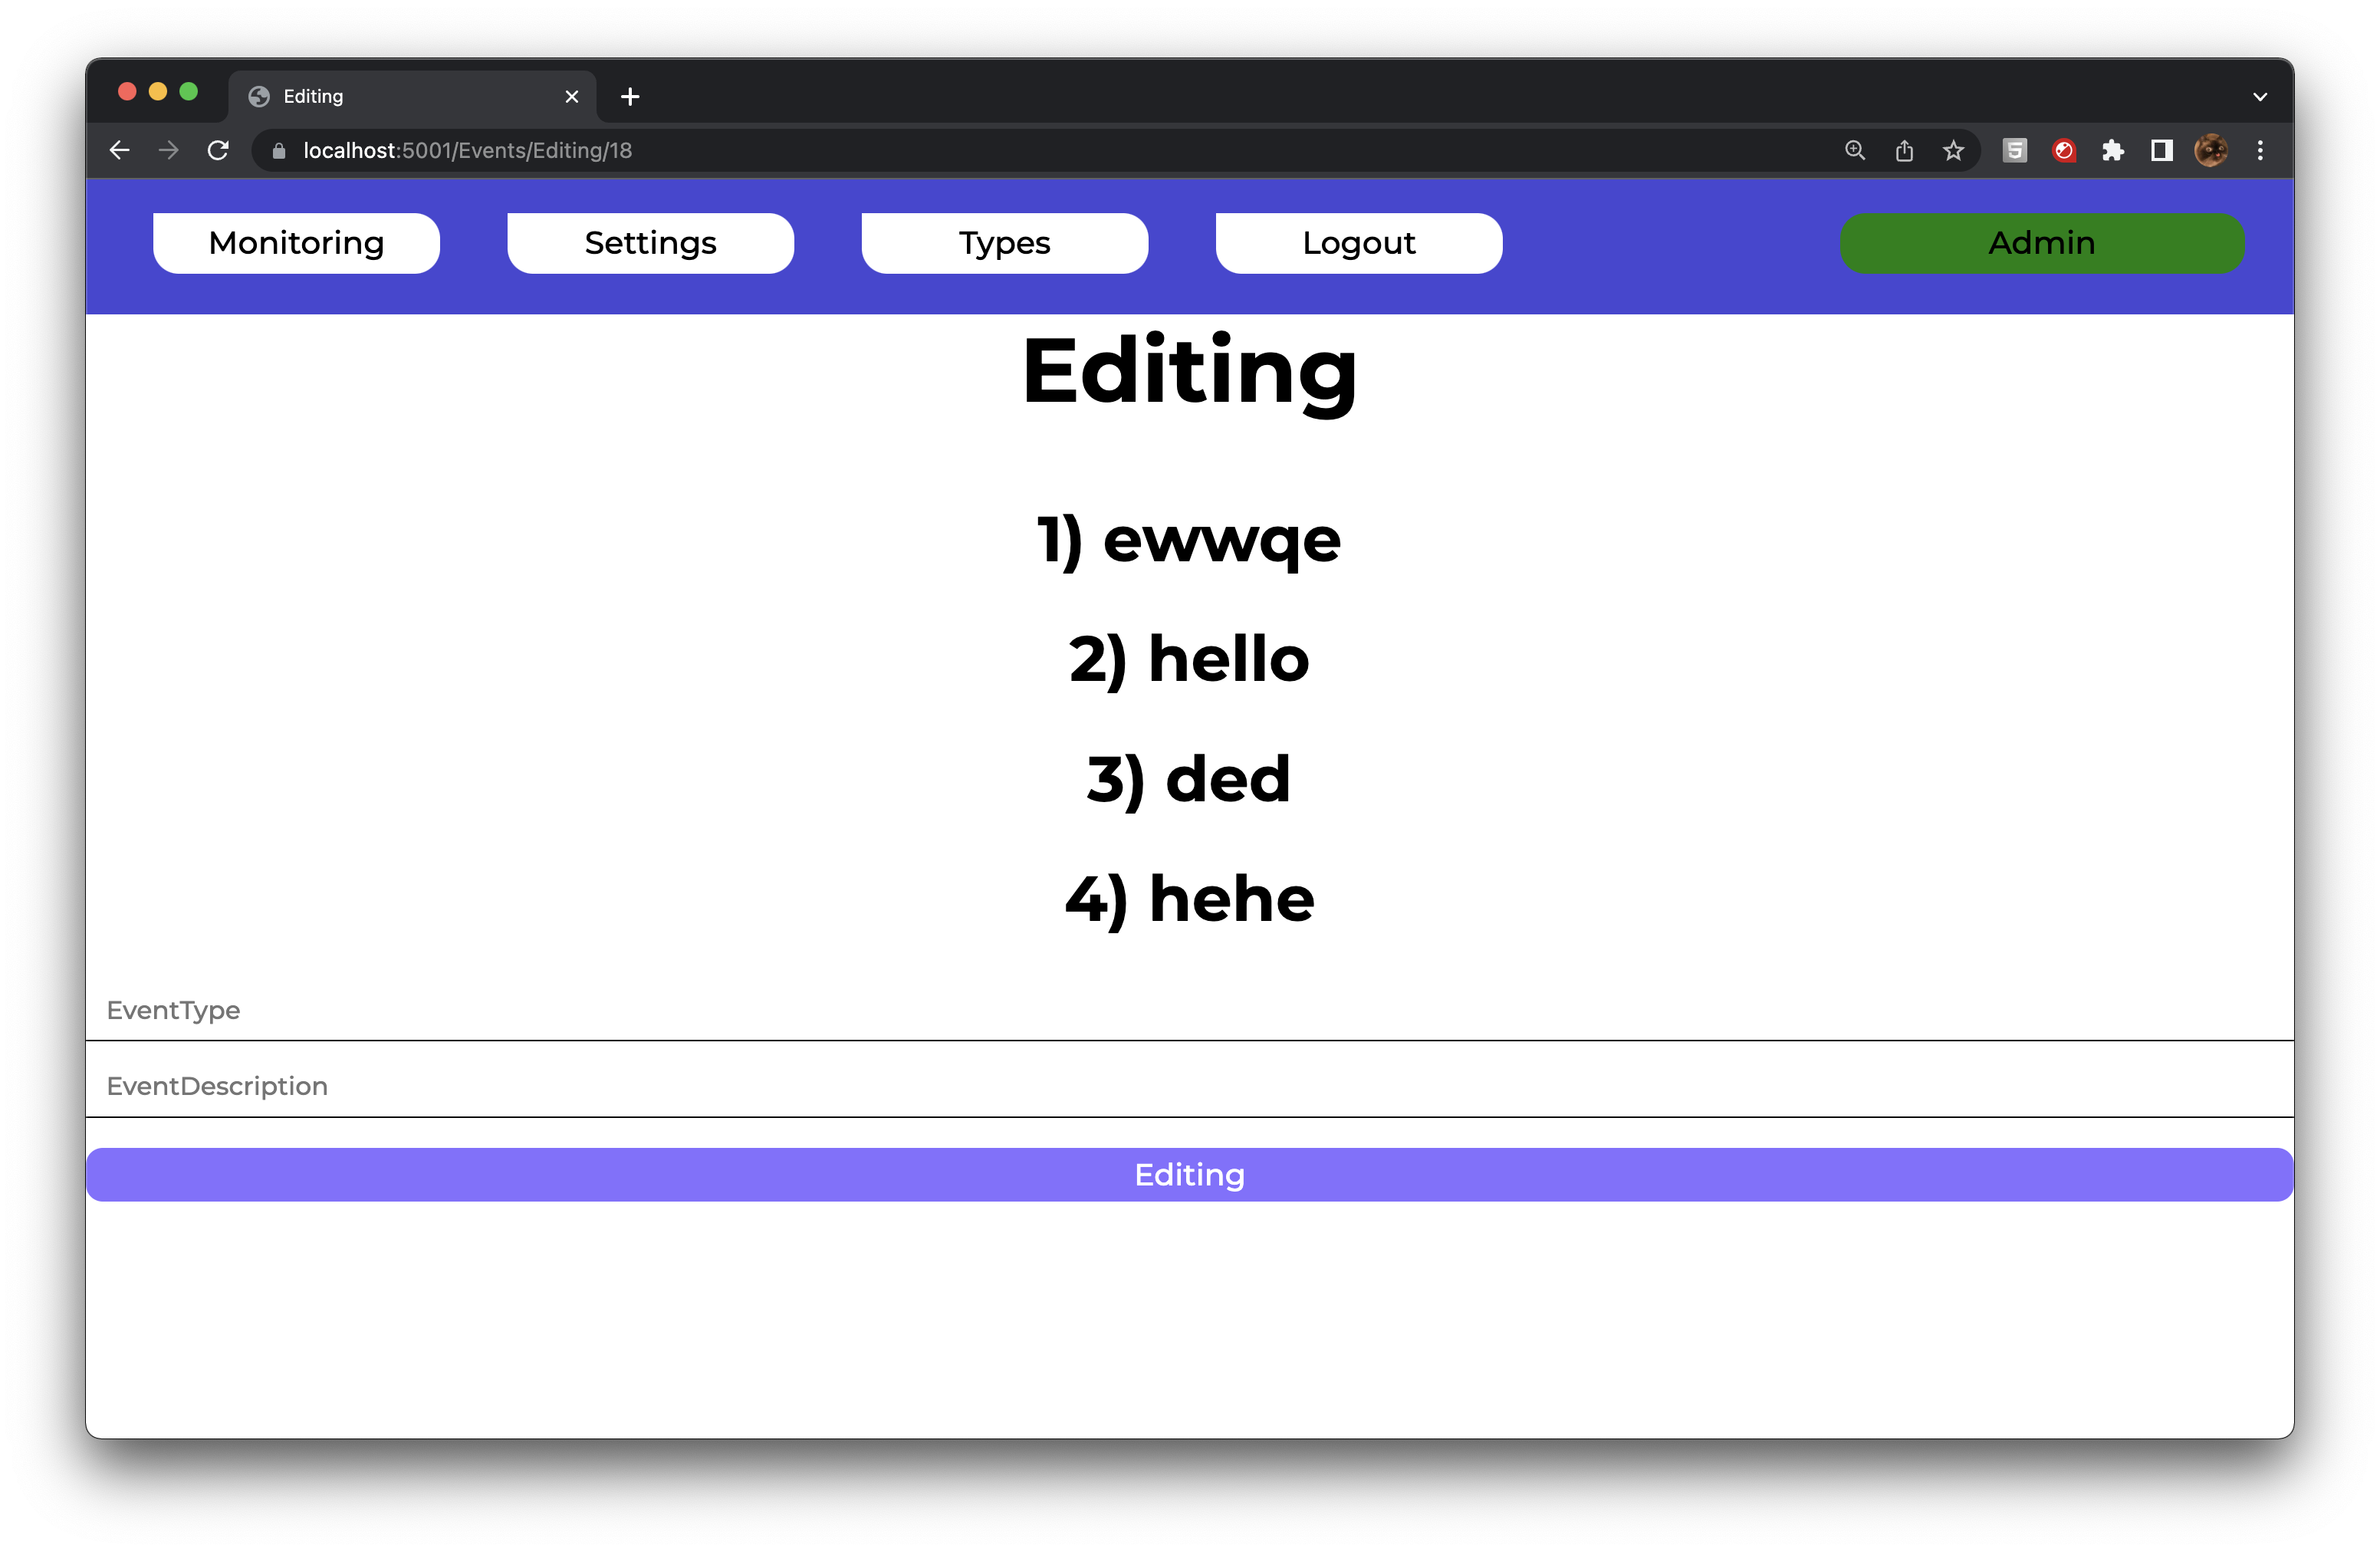 Editing
localhost:5001/Events/Editing/18
Monitoring Settings Types Logout Admin
Editing
1) ewwqe
2) hello
3) ded
4) hehe
EventType
EventDescription
Editing